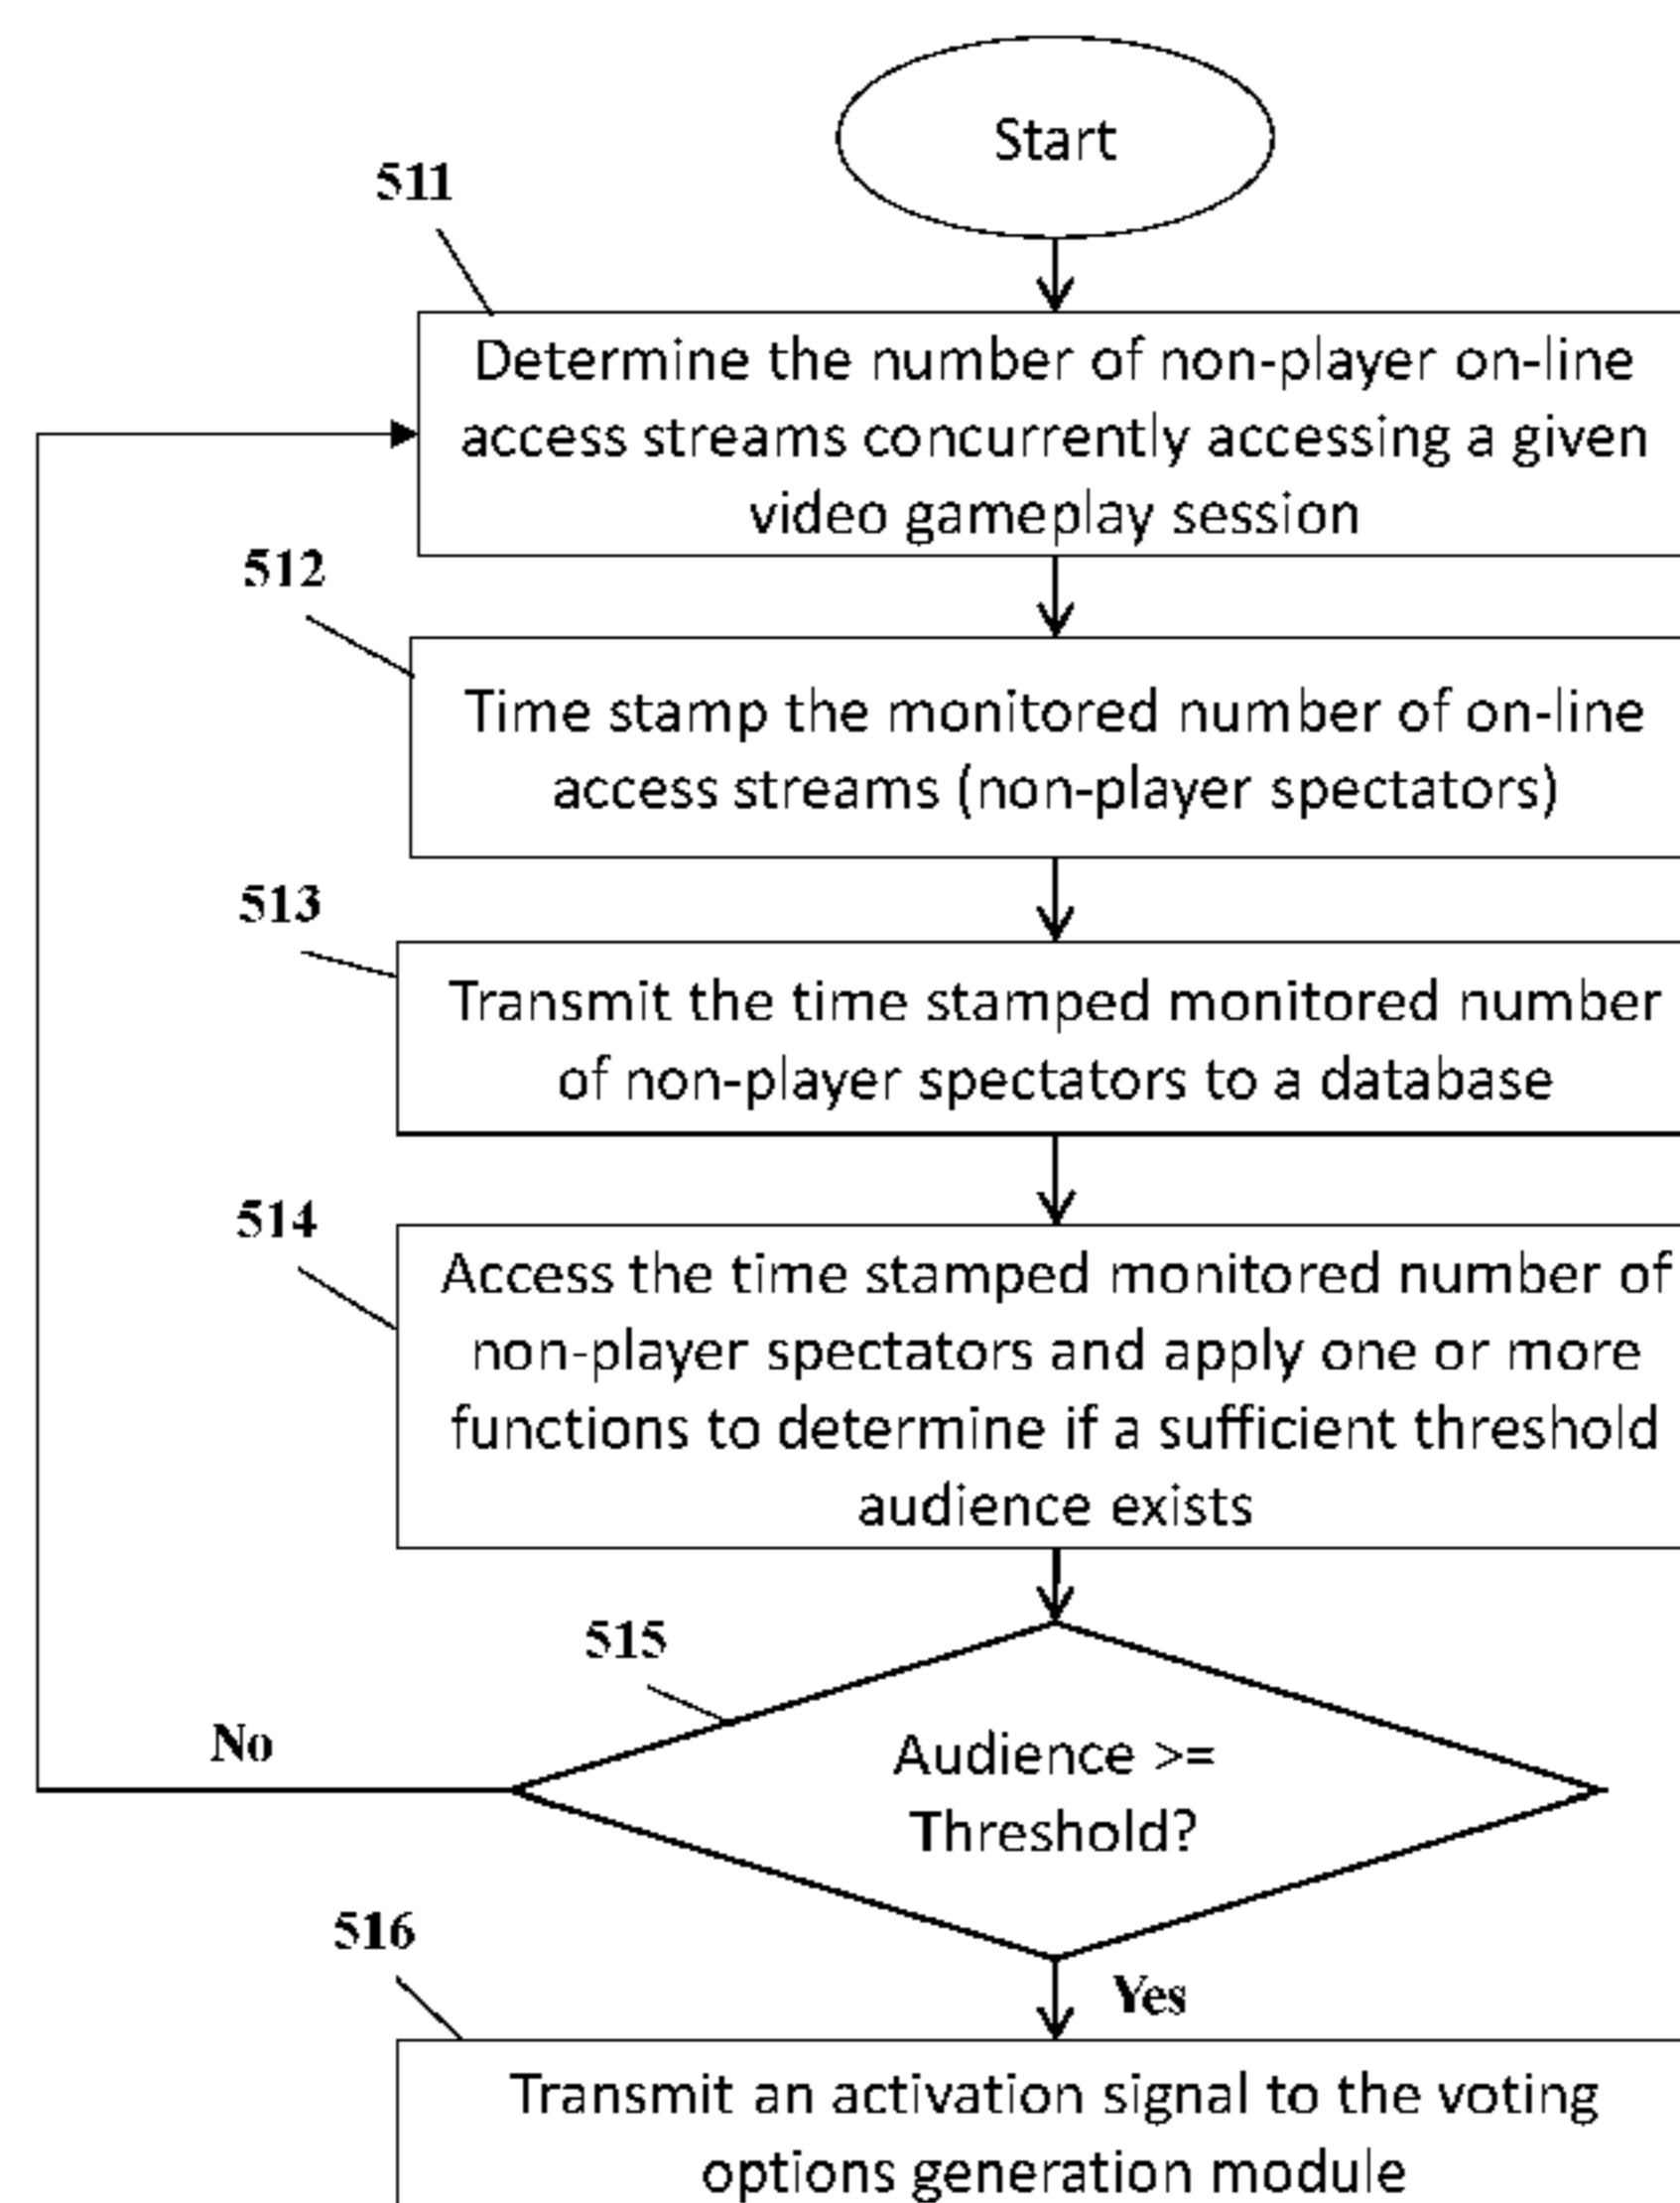 Start
511
Determine the number of non-player on-line
access streams concurrently accessing a given
video gameplay session
512
Time stamp the monitored number of on-line
access streams (non-player spectators)
513
Transmit the time stamped monitored number
of non-player spectators to a database
514
Access the time stamped monitored number of
non-player spectators and apply one or more
functions to determine if a sufficient threshold
audience exists
515
No
Audience >=
Threshold?
516
Yes
Transmit an activation signal to the voting
options generation module